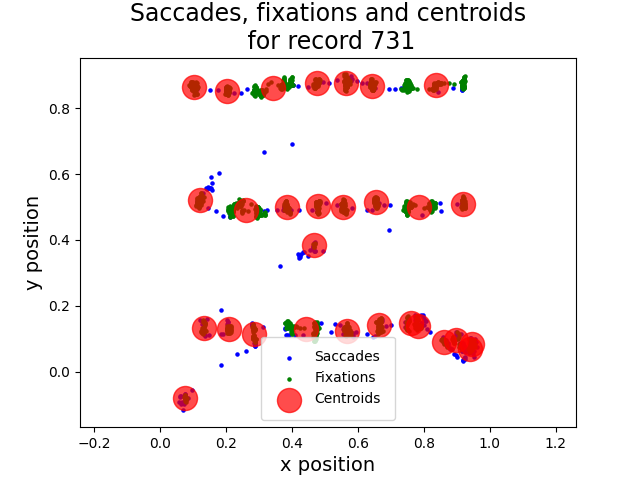 Saccades, fixations and centroids
for record 731
y position
0.8
0.6
0.4
0.2
0.0
−0.2
0.0
0.2
0.4
0.6
0.8
1.0
1.2
x position
Saccades
Fixations
Centroids